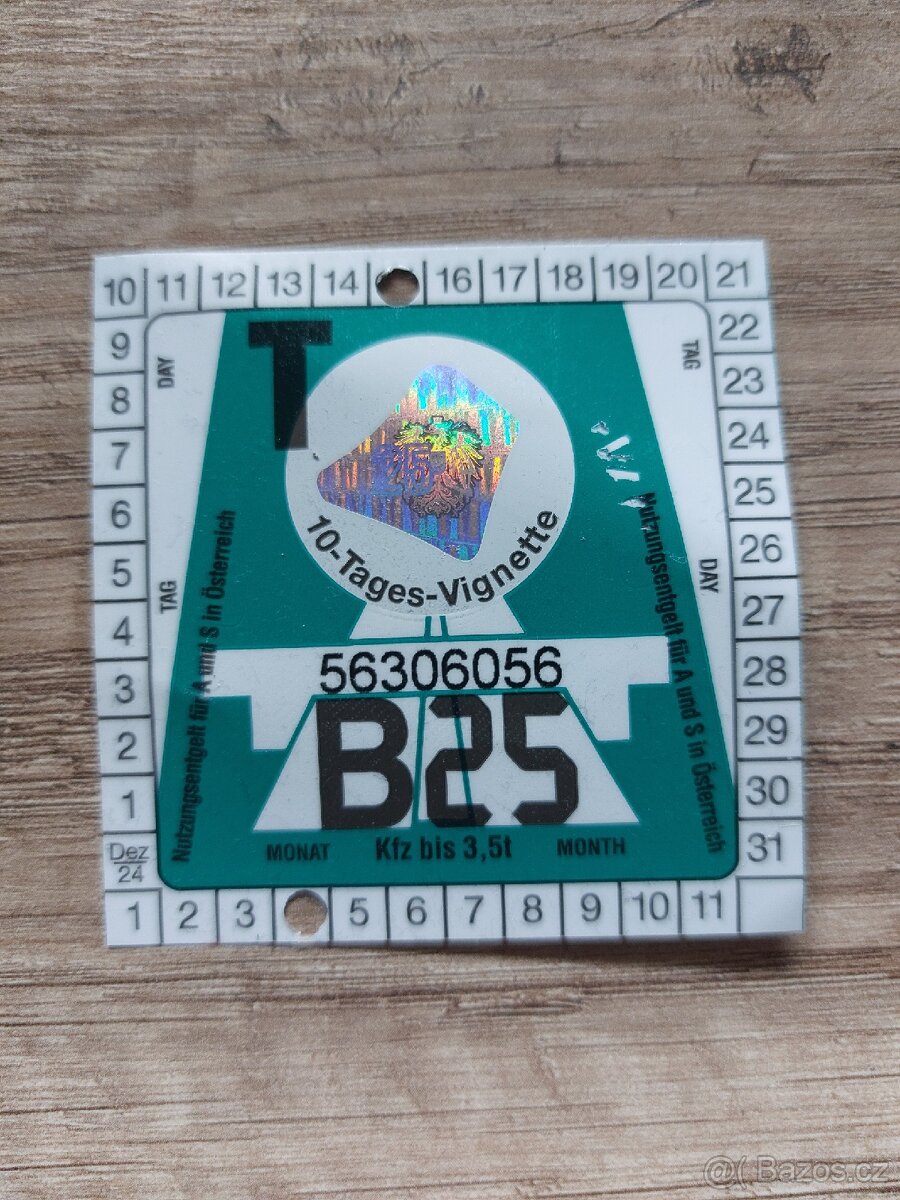 10 11 12 13 14 16 17 18 19 20 21
9
8
7
6
5
4
3
2
1
Dez
24
22
23
24
25
26
27
28
29
30
31
1 2 3 5 6 7 8 9 10 11
DAY
TAG
TAG
DAY
T
10-Tages-Vignette
Nutzungsentgelt für A und S in Österreich
Nutzungsentgelt für A und S in Österreich
56306056
B25
MONAT Kfz bis 3,5t MONTH
@( Bazos.cz